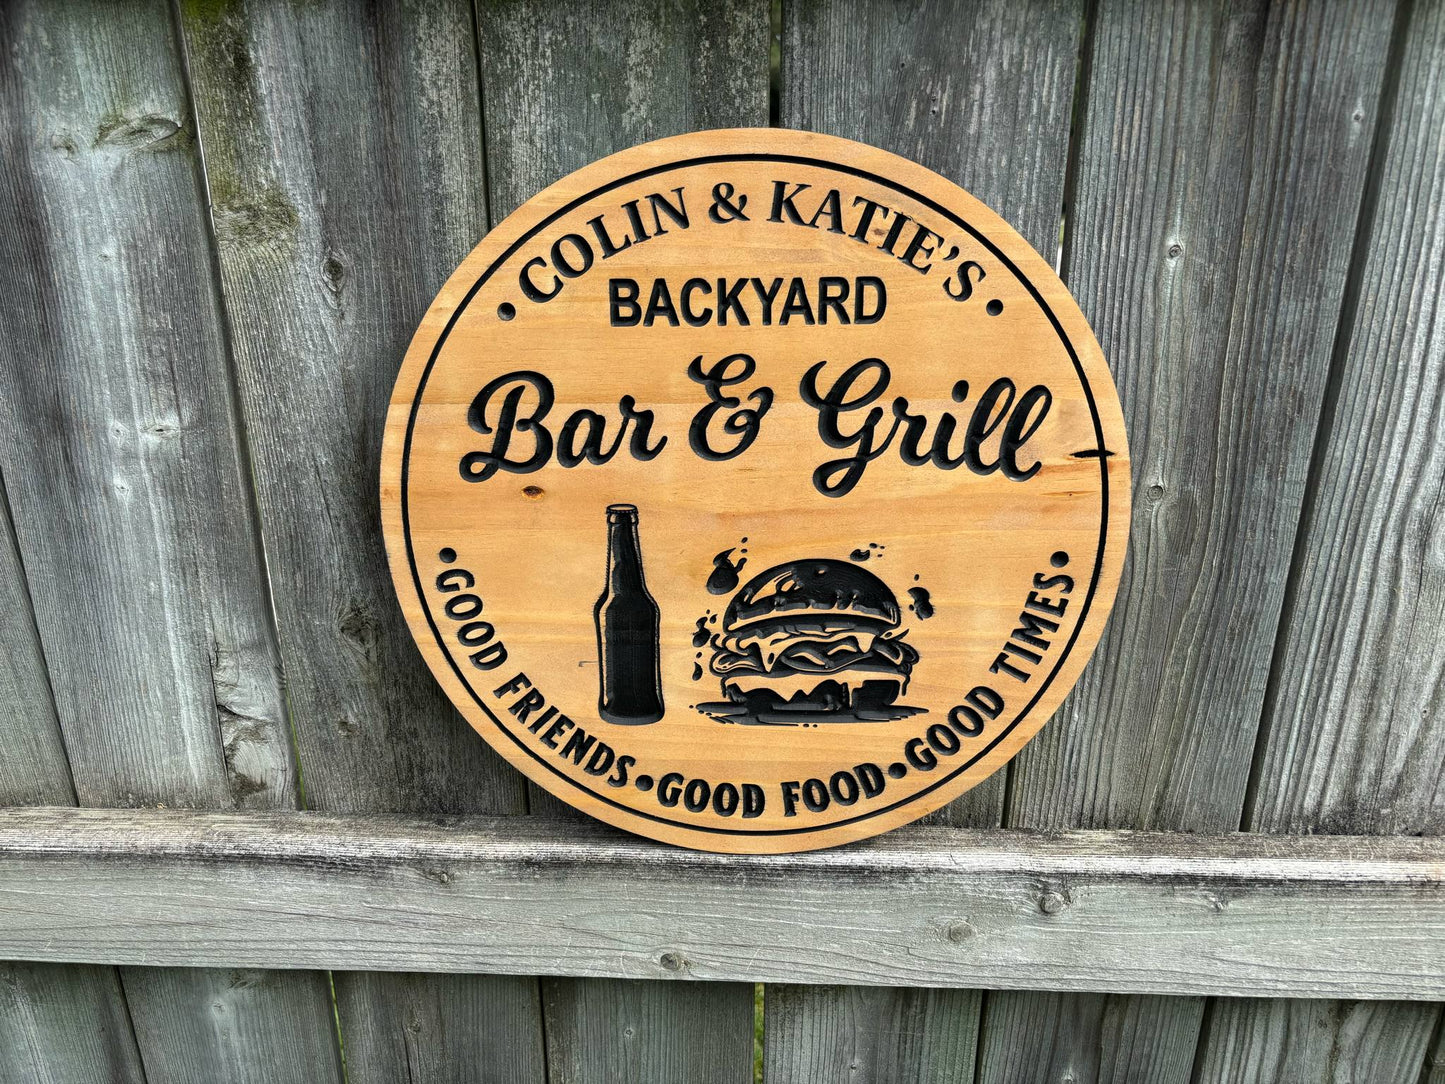 • COLIN & KATIE'S •
BACKYARD
Bar & Grill
•GOOD FRIENDS•GOOD FOOD•GOOD TIMES•